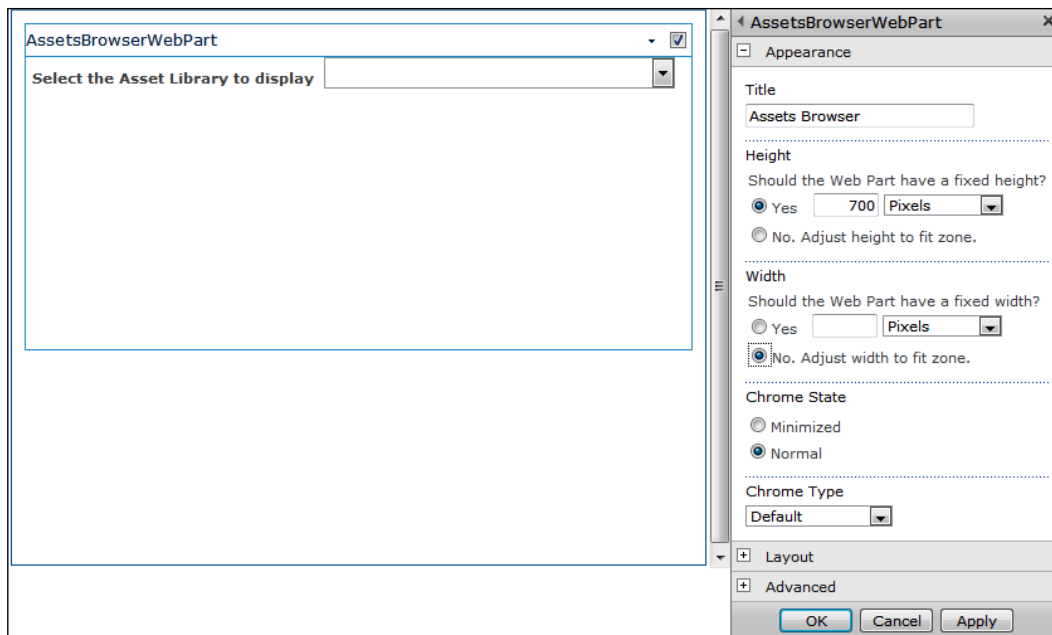 AssetsBrowserWebPart
Select the Asset Library to display
AssetsBrowserWebPart
Appearance
Title
Assets Browser
Height
Should the Web Part have a fixed height?
Yes 700 Pixels
No. Adjust height to fit zone.
Width
Should the Web Part have a fixed width?
Yes Pixels
No. Adjust width to fit zone.
Chrome State
Minimized
Normal
Chrome Type
Default
Layout
Advanced
OK Cancel Apply